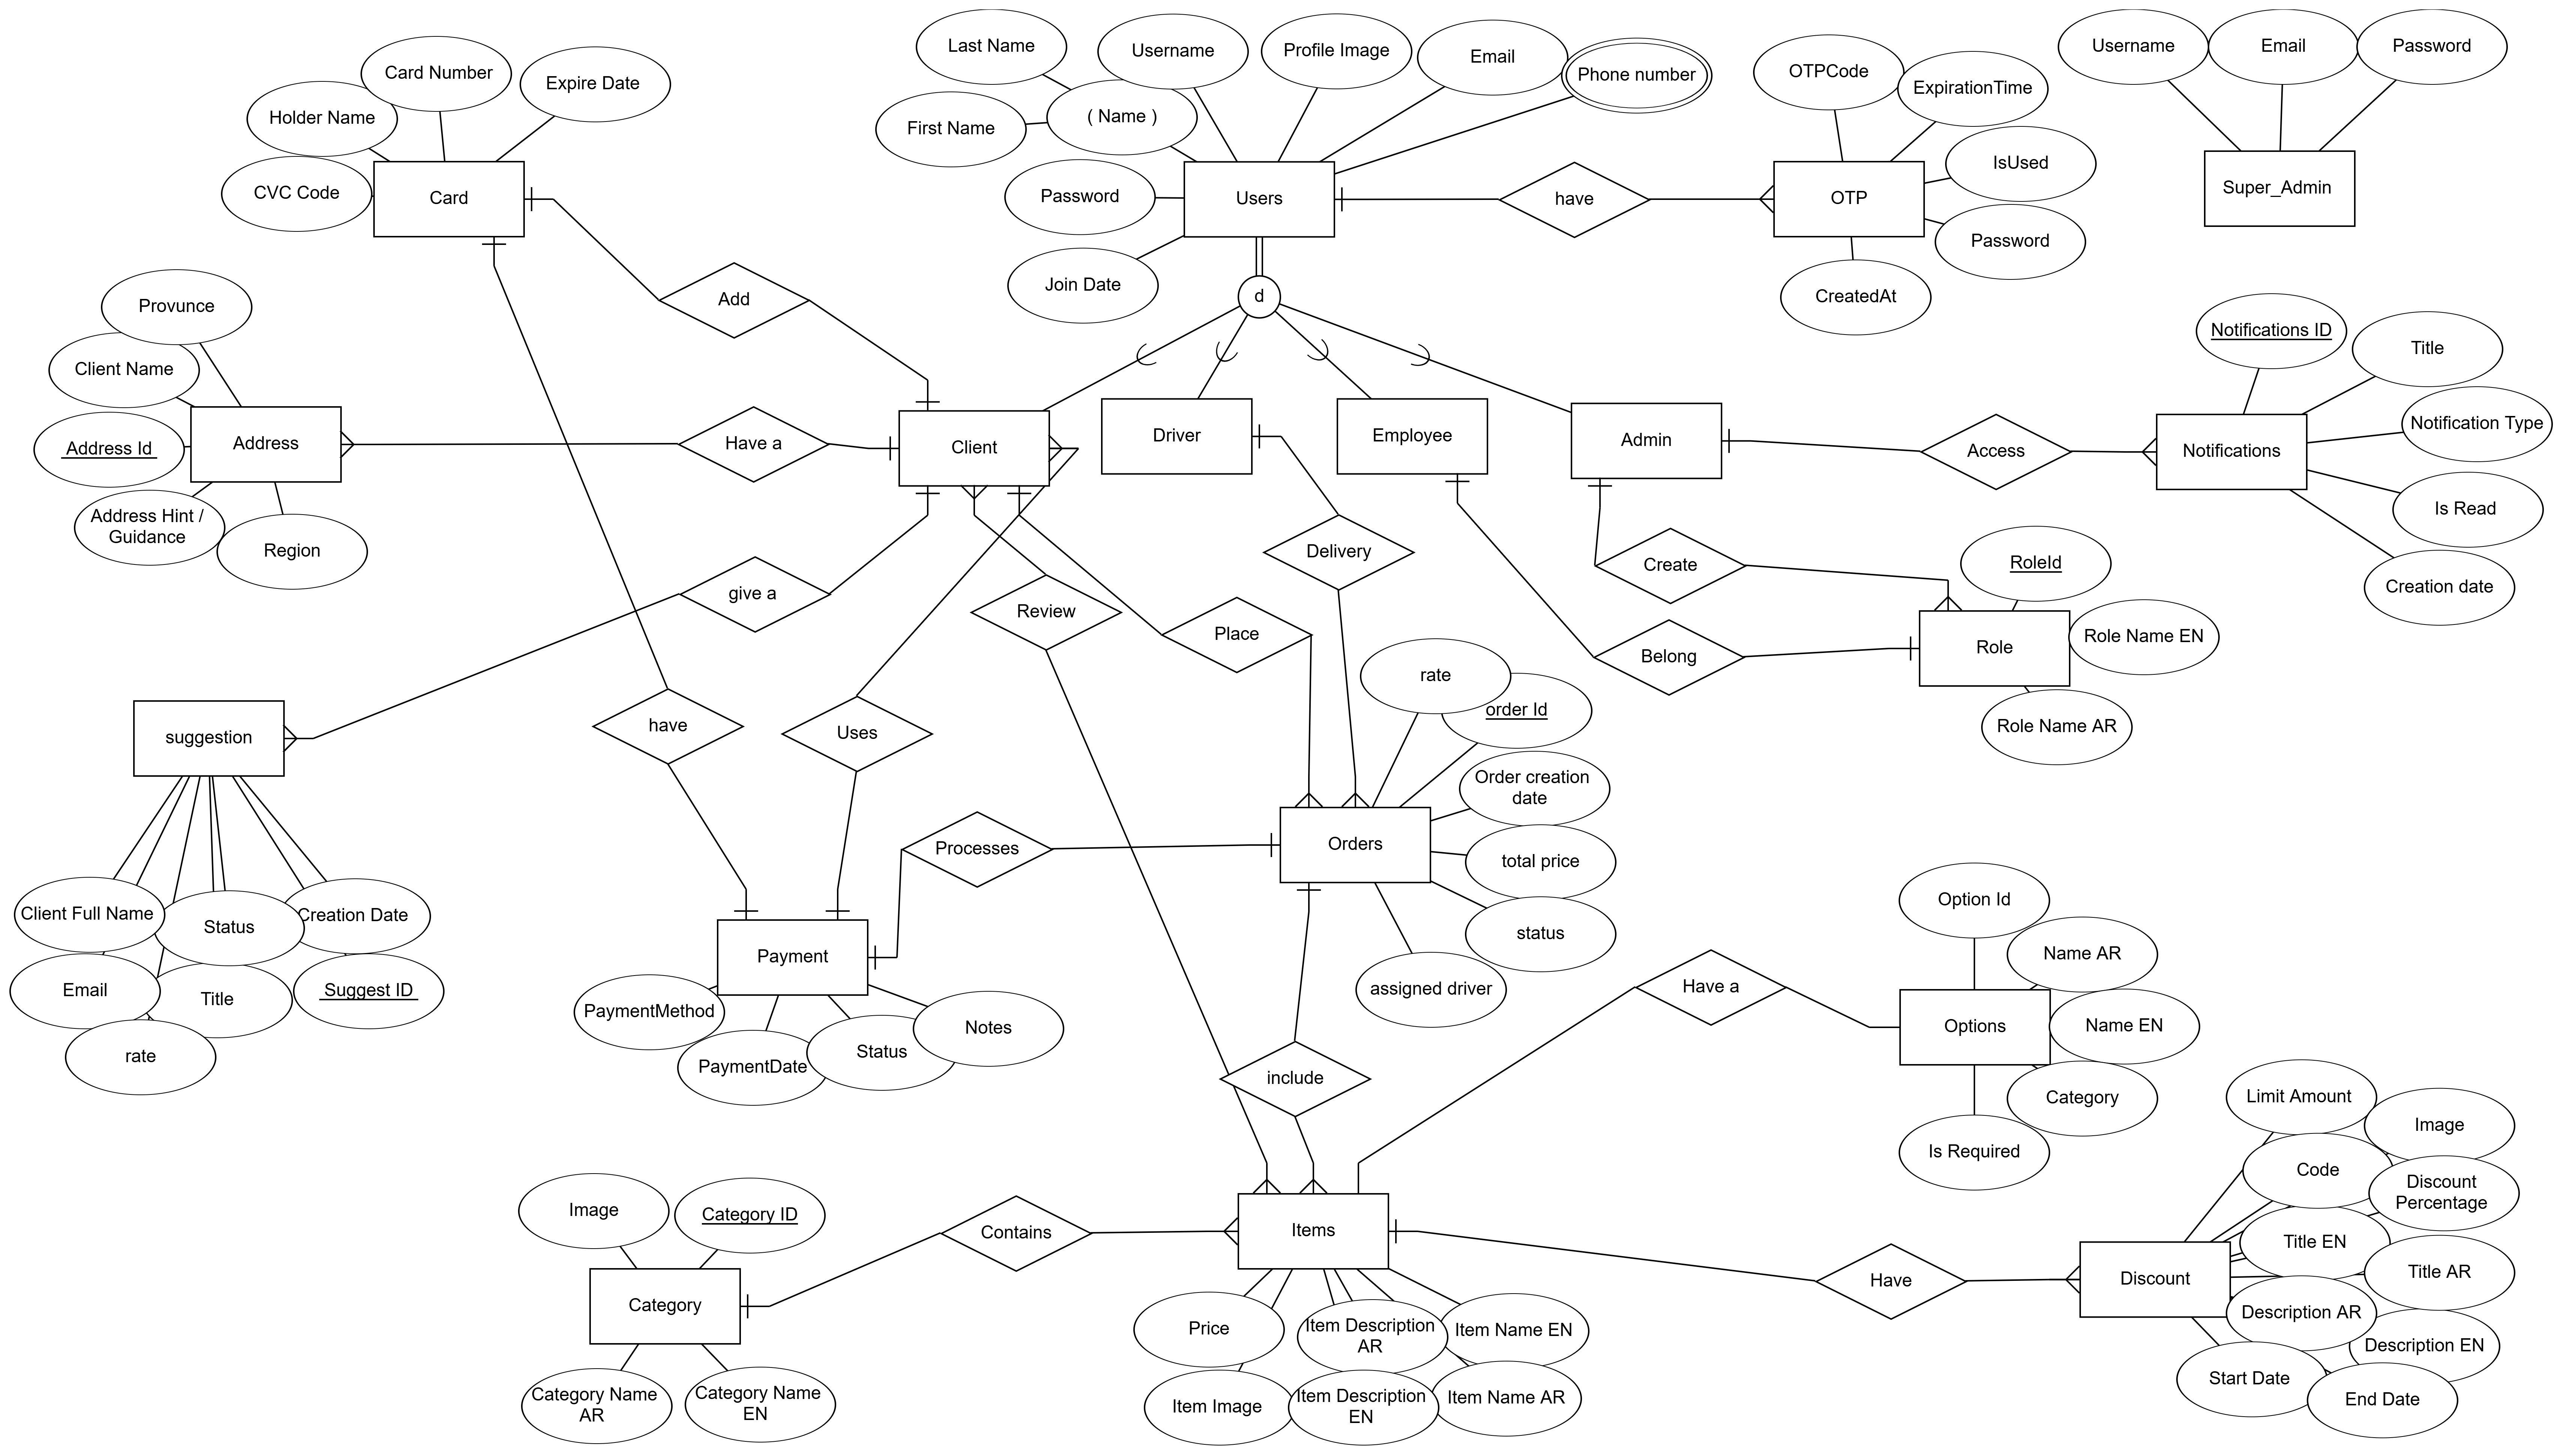 Last Name
Username
Profile Image
Email
Phone number
First Name
( Name )
Password
Join Date
Users
have
OTPCode
ExpirationTime
IsUsed
Password
CreatedAt
OTP
Username
Email
Password
Super_Admin
Card Number
Expire Date
Holder Name
CVC Code
Card
Add
d
Provunce
Client Name
Address Id
Address Hint /
Guidance
Region
Address
Have a
Client
Driver
Employee
Admin
Access
Notifications ID
Title
Notification Type
Is Read
Creation date
Notifications
give a
Review
Place
Delivery
Create
Belong
RoleId
Role Name EN
Role Name AR
Role
suggestion
have
Uses
Client Full Name
Status
Creation Date
Email
Title
Suggest ID
rate
Processes
rate
order Id
Order creation
date
total price
status
assigned driver
Orders
Payment
PaymentMethod
PaymentDate
Status
Notes
include
Have a
Option Id
Name AR
Name EN
Category
Is Required
Options
Image
Category ID
Category
Category Name
AR
Category Name
EN
Contains
Items
Price
Item Description
AR
Item Name EN
Item Image
Item Description
EN
Item Name AR
Have
Discount
Limit Amount
Image
Code
Discount
Percentage
Title EN
Title AR
Description AR
Description EN
Start Date
End Date